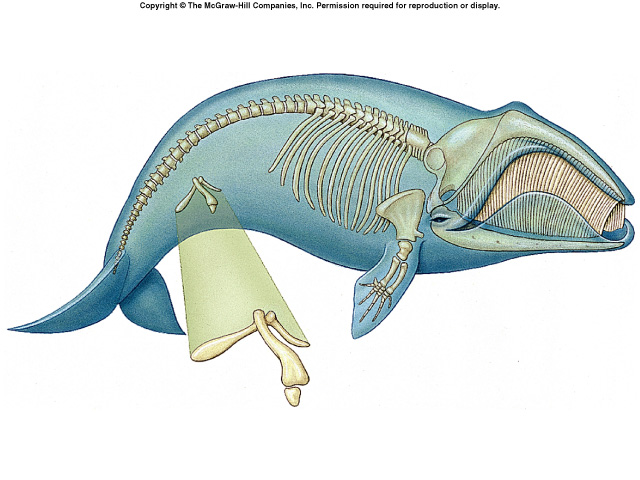 Copyright © The McGraw-Hill Companies, Inc. Permission required for reproduction or display.